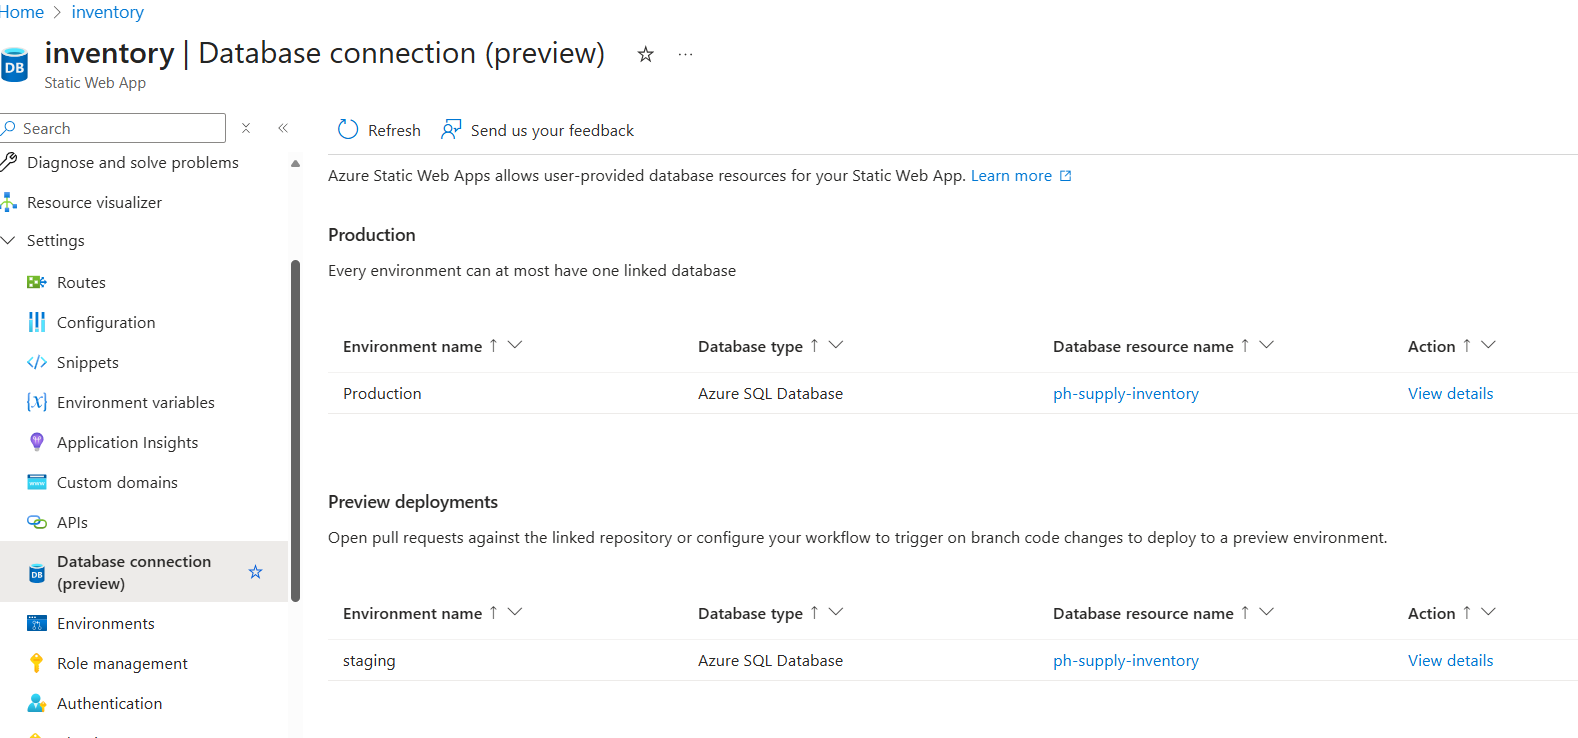 Home > inventory
inventory | Database connection (preview)
Static Web App
DB
Search
Diagnose and solve problems
Resource visualizer
Settings
Routes
Configuration
Snippets
Environment variables
Application Insights
Custom domains
APIs
Database connection
(preview)
Environments
Role management
Authentication
Refresh
Send us your feedback
Azure Static Web Apps allows user-provided database resources for your Static Web App. Learn more
Production
Every environment can at most have one linked database
Environment name Database type Database resource name Action
Production Azure SQL Database ph-supply-inventory View details
Preview deployments
Open pull requests against the linked repository or configure your workflow to trigger on branch code changes to deploy to a preview environment.
Environment name Database type Database resource name Action
staging Azure SQL Database ph-supply-inventory View details